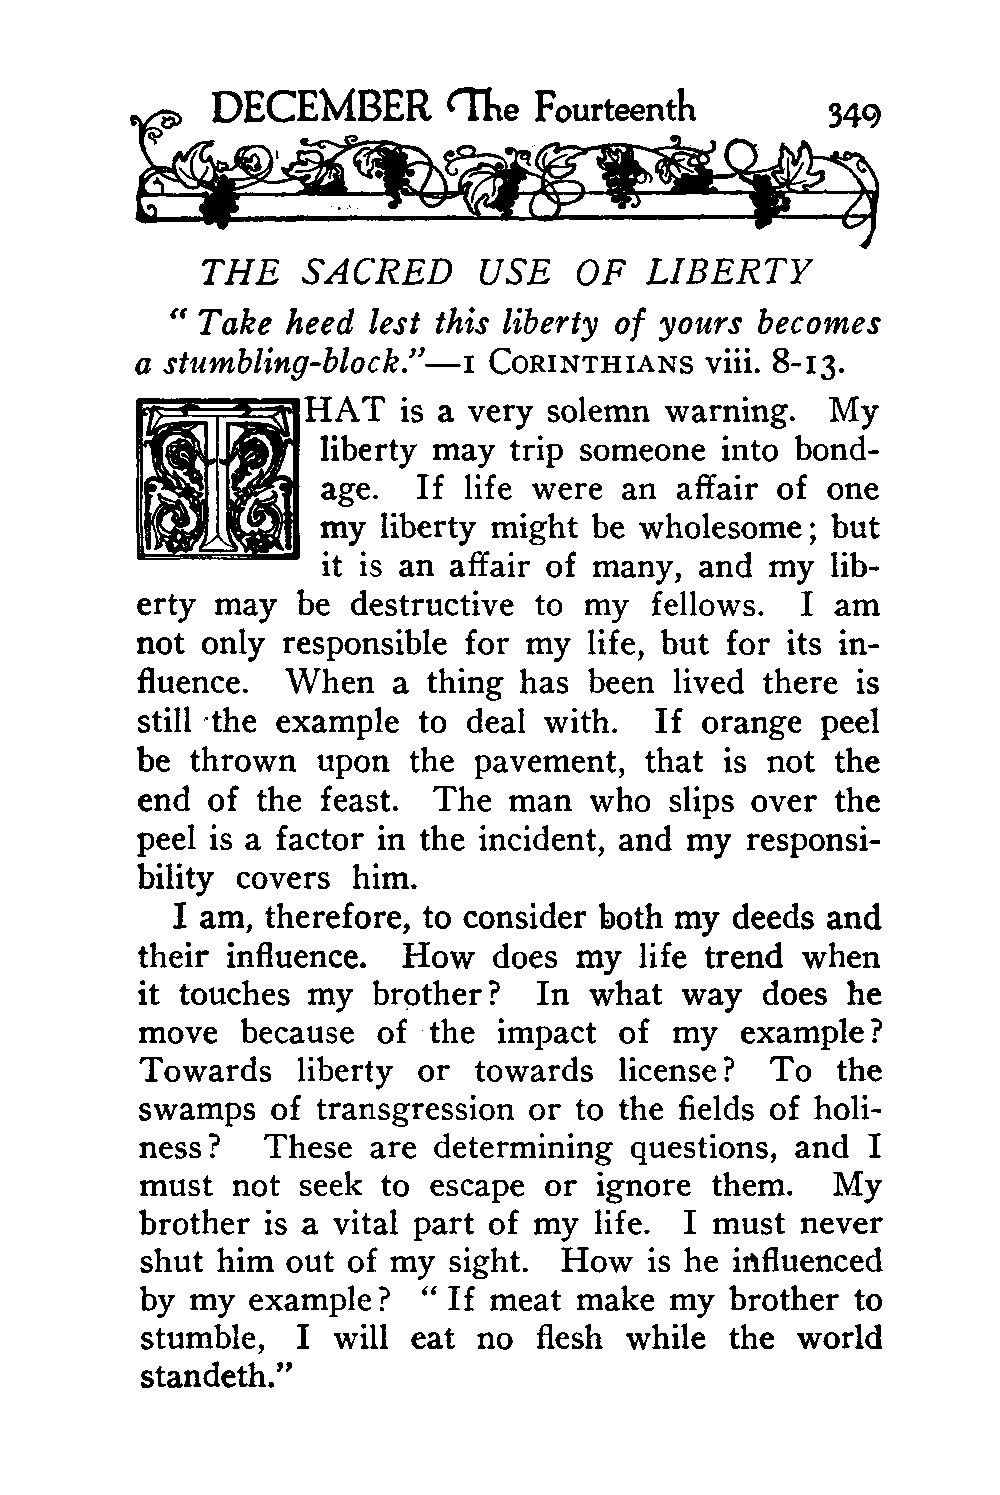 DECEMBER The Fourteenth 349
THE SACRED USE OF LIBERTY
“ Take heed lest this liberty of yours becomes
a stumbling-block.”—1 CORINTHIANS viii. 8-13.
THAT is a very solemn warning. My
liberty may trip someone into bond-
age. If life were an affair of one
my liberty might be wholesome; but
it is an affair of many, and my lib-
erty may be destructive to my fellows. I am
not only responsible for my life, but for its in-
fluence. When a thing has been lived there is
still the example to deal with. If orange peel
be thrown upon the pavement, that is not the
end of the feast. The man who slips over the
peel is a factor in the incident, and my responsi-
bility covers him.
I am, therefore, to consider both my deeds and
their influence. How does my life trend when
it touches my brother? In what way does he
move because of the impact of my example?
Towards liberty or towards license? To the
swamps of transgression or to the fields of holi-
ness? These are determining questions, and I
must not seek to escape or ignore them. My
brother is a vital part of my life. I must never
shut him out of my sight. How is he influenced
by my example? “ If meat make my brother to
stumble, I will eat no flesh while the world
standeth.”